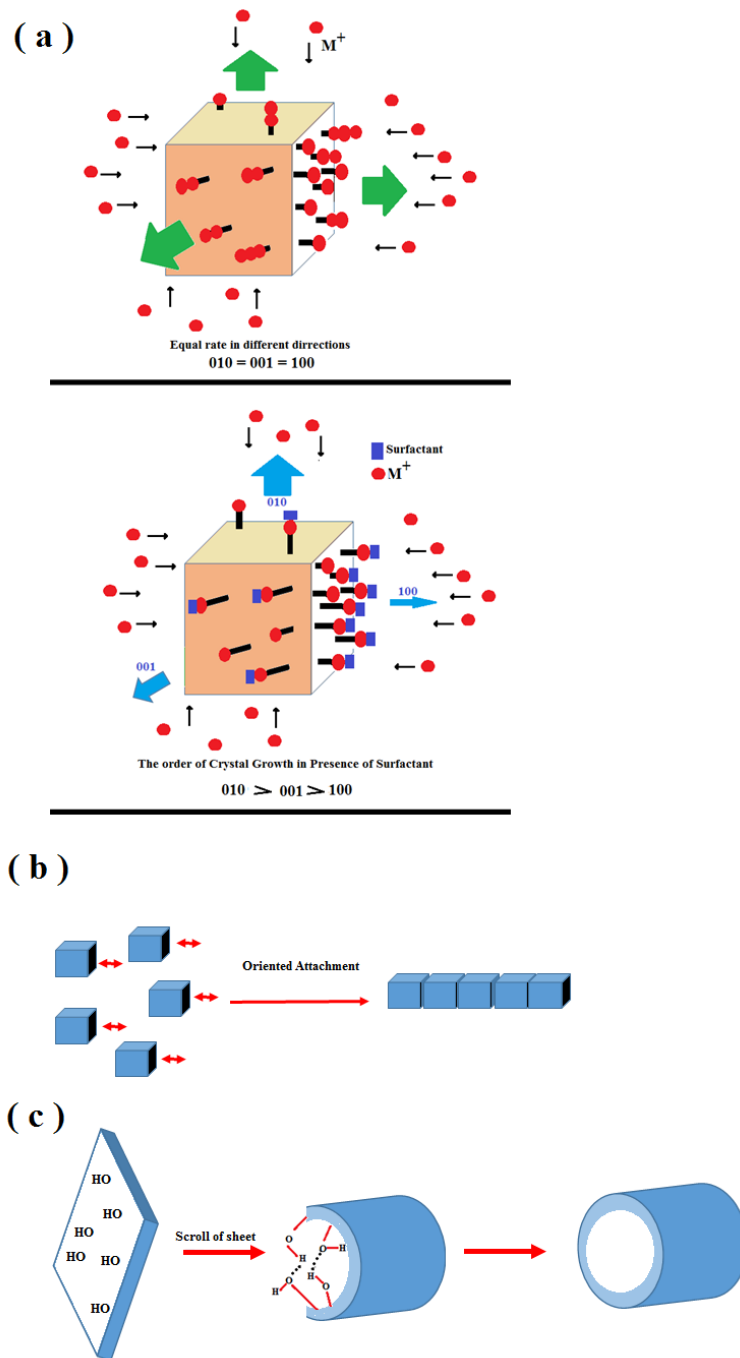 ( a )
M+
Equal rate in different dirrections
010 = 001 = 100
Surfactant
M+
010
100
001
The order of Crystal Growth in Presence of Surfactant
010 > 001 > 100
( b )
Oriented Attachment
( c )
HO
HO
HO
HO
HO
HO
Scroll of sheet
O
H
O
H
O
H
H
O